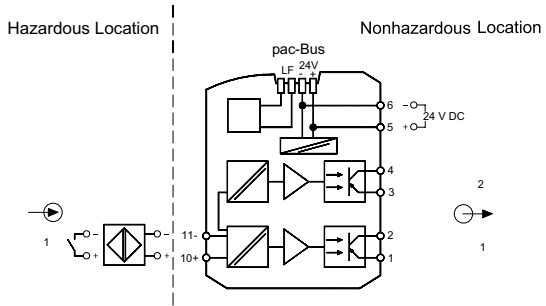 Hazardous Location
Nonhazardous Location
pac-Bus
LF 24V
- +
6 - 24 V DC
5 +
4
3
2
1
11-
10+
1
- -
+ +
2
1